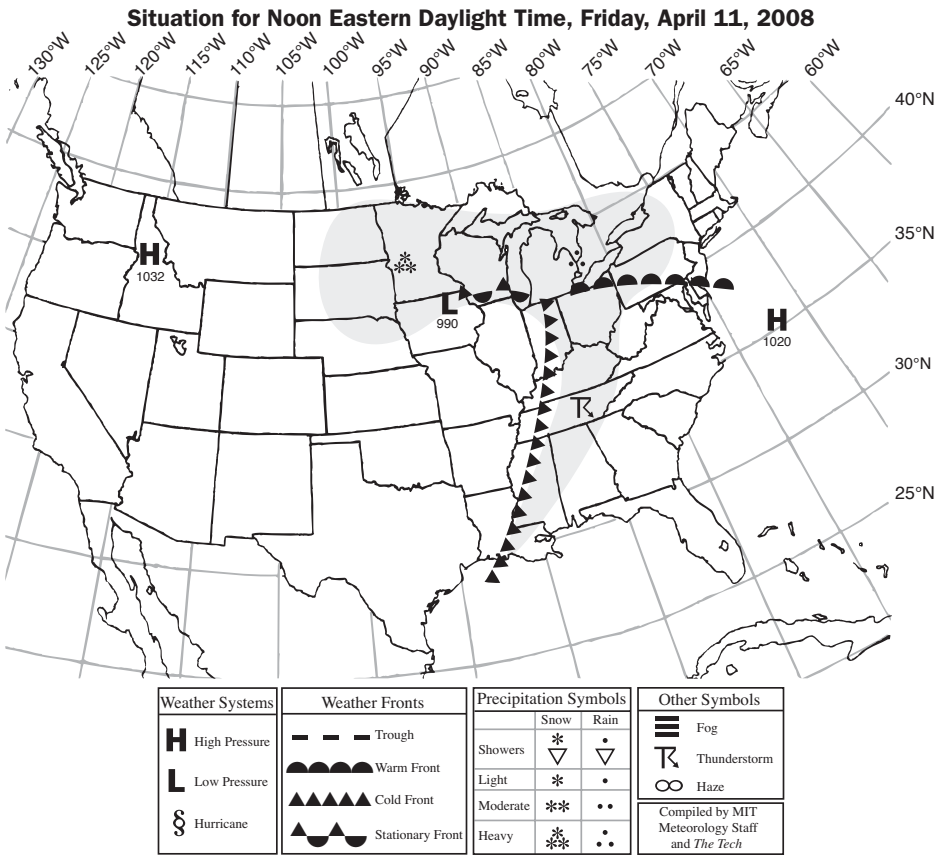 Situation for Noon Eastern Daylight Time, Friday, April 11, 2008
130°W
125°W
120°W
115°W
110°W
105°W
100°W
95°W
90°W
85°W
80°W
75°W
70°W
65°W
60°W
40°N
35°N
30°N
25°N
H
1032
L
990
H
1020
Weather Systems
H High Pressure
L Low Pressure
§ Hurricane
Weather Fronts
Trough
Warm Front
Cold Front
Stationary Front
Precipitation Symbols
Snow Rain
Showers
Light
Moderate
Heavy
Other Symbols
Fog
Thunderstorm
Haze
Compiled by MIT
Meteorology Staff
and The Tech